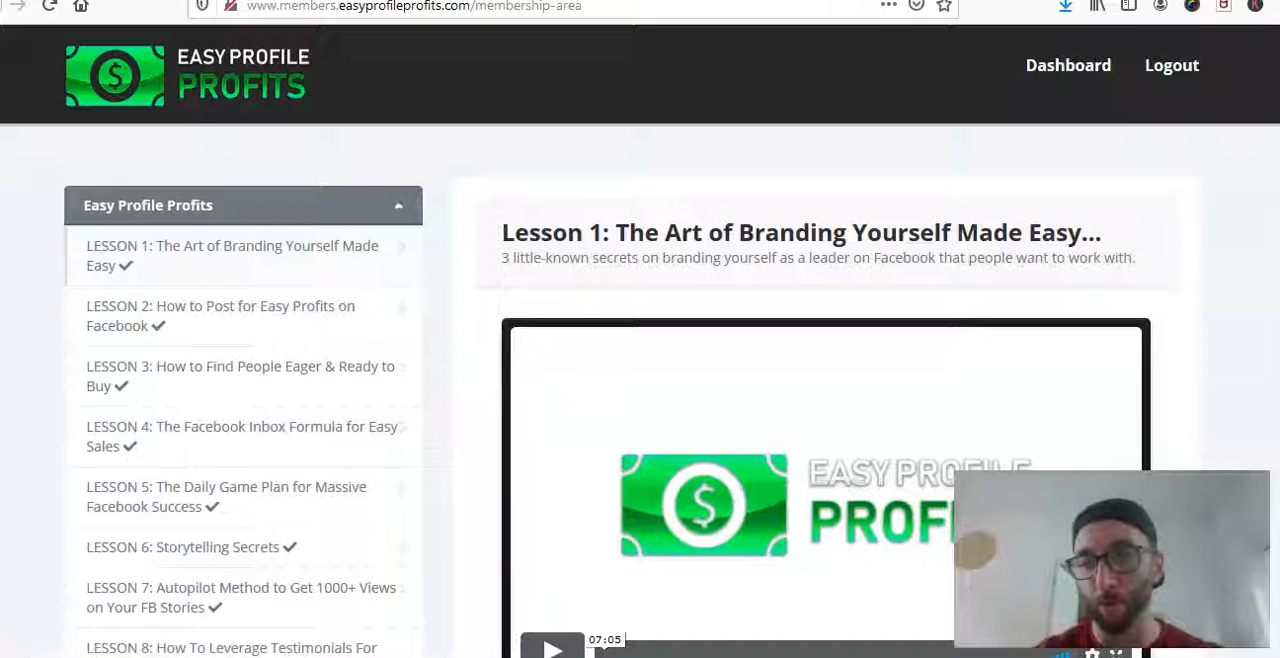 www.members.easyprofileprofits.com/membership-area
EASY PROFILE
PROFITS
Dashboard
Logout
Easy Profile Profits
LESSON 1: The Art of Branding Yourself Made
Easy
LESSON 2: How to Post for Easy Profits on
Facebook
LESSON 3: How to Find People Eager & Ready to
Buy
LESSON 4: The Facebook Inbox Formula for Easy
Sales
LESSON 5: The Daily Game Plan for Massive
Facebook Success
LESSON 6: Storytelling Secrets
LESSON 7: Autopilot Method to Get 1000+ Views
on Your FB Stories
LESSON 8: How To Leverage Testimonials For
Lesson 1: The Art of Branding Yourself Made Easy...
3 little-known secrets on branding yourself as a leader on Facebook that people want to work with.
EASY PROFILE
PROF
07:05